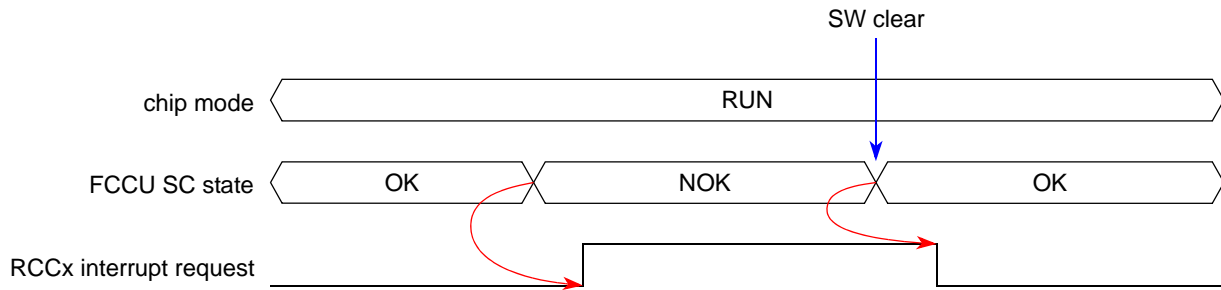 SW clear
chip mode
RUN
FCCU SC state
OK
NOK
OK
RCCx interrupt request